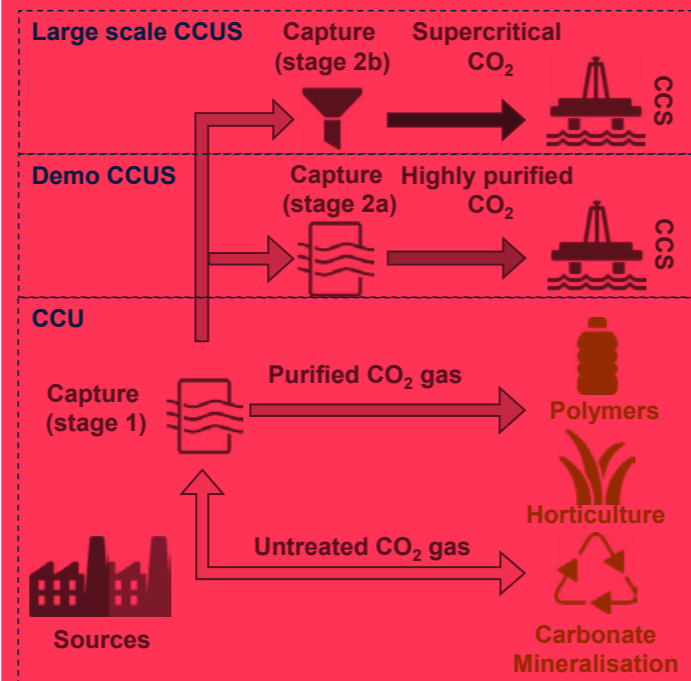 Large scale CCUS
Capture
(stage 2b)
Supercritical
CO₂
CCS
Demo CCUS
Capture
(stage 2a)
Highly purified
CO₂
CCS
CCU
Capture
(stage 1)
Purified CO₂ gas
Polymers
Horticulture
Untreated CO₂ gas
Sources
Carbonate
Mineralisation